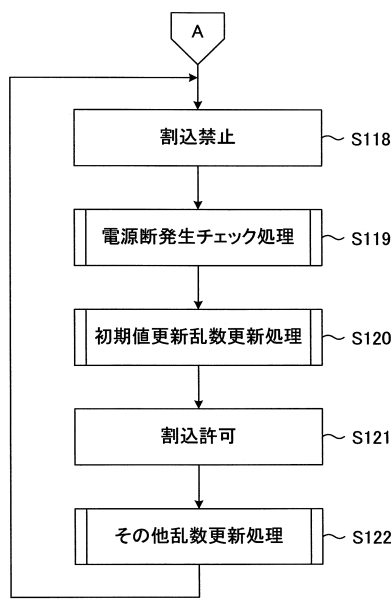 A
割込禁止 S118
電源断発生チェック処理 S119
初期値更新乱数更新処理 S120
割込許可 S121
その他乱数更新処理 S122